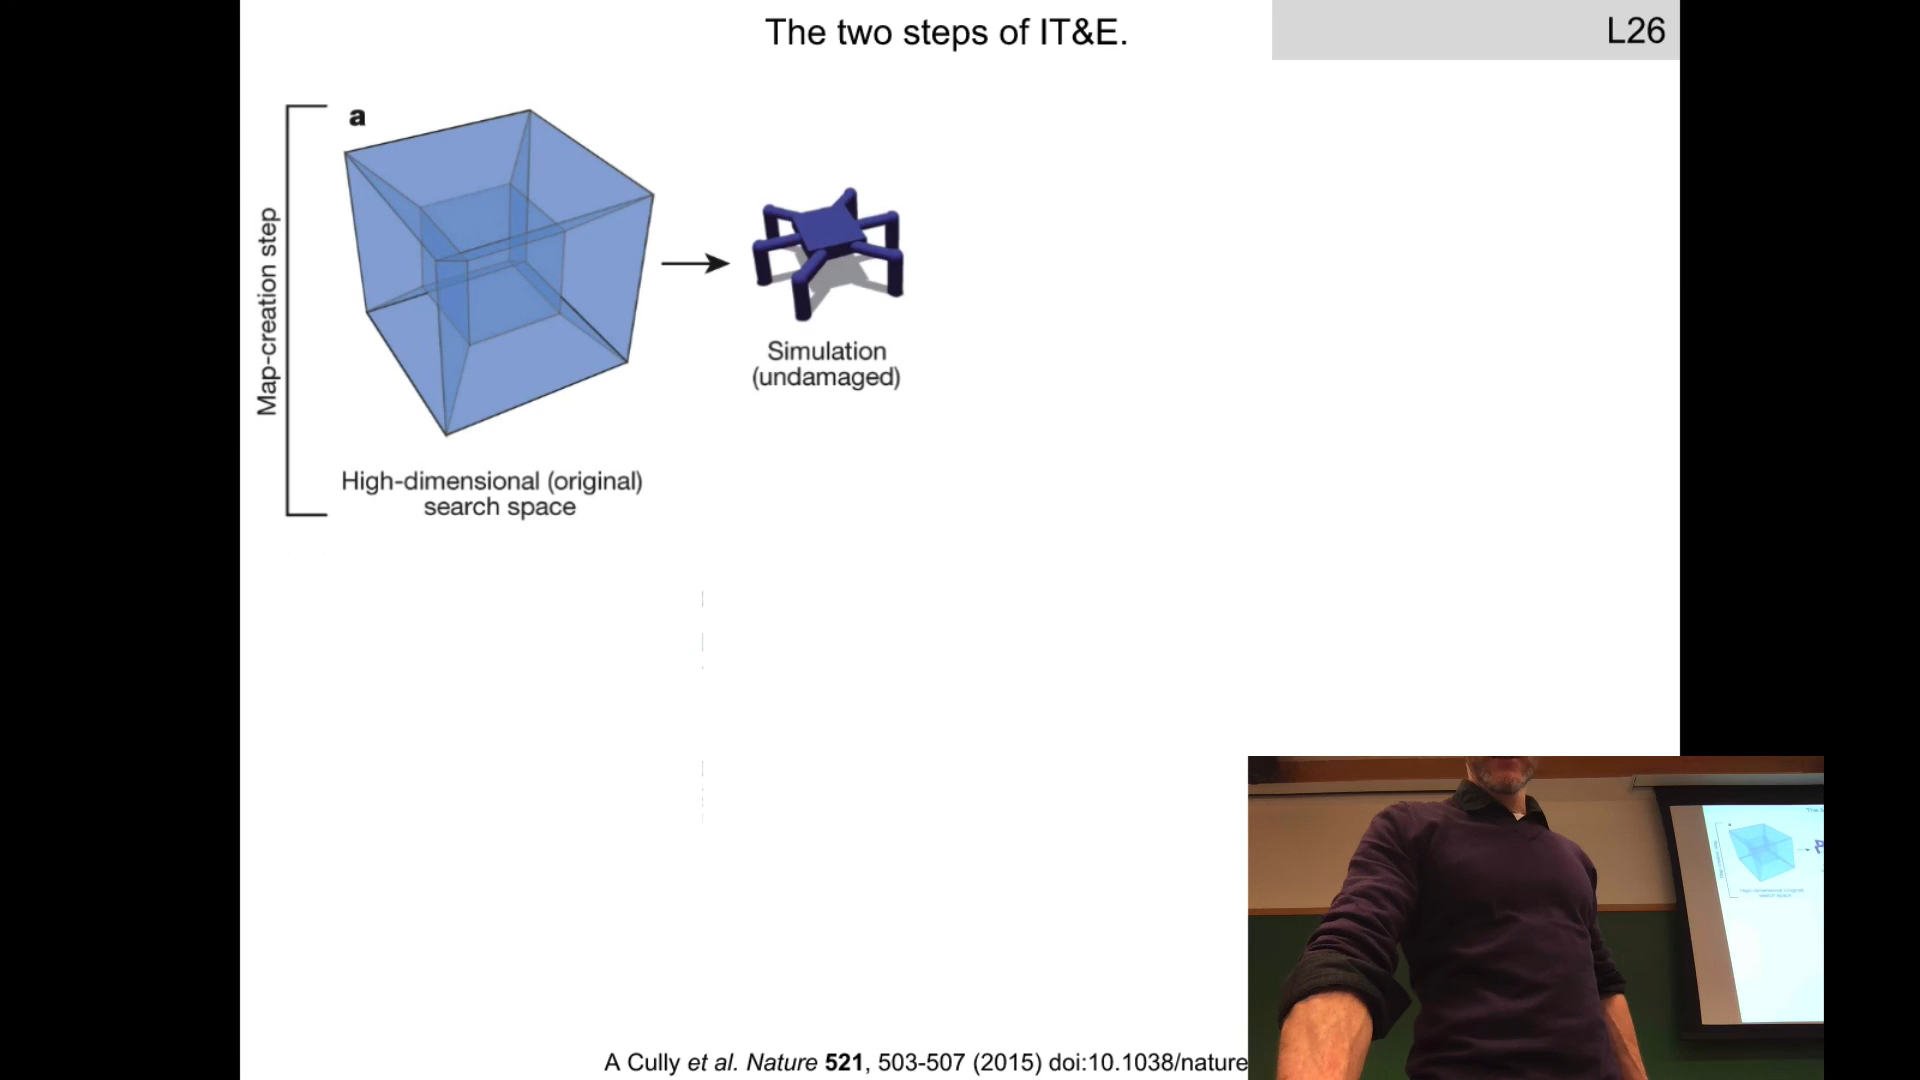 The two steps of IT&E.
L26
a
Map-creation step
Simulation
(undamaged)
High-dimensional (original)
search space
A Cully et al. Nature 521, 503-507 (2015) doi:10.1038/nature